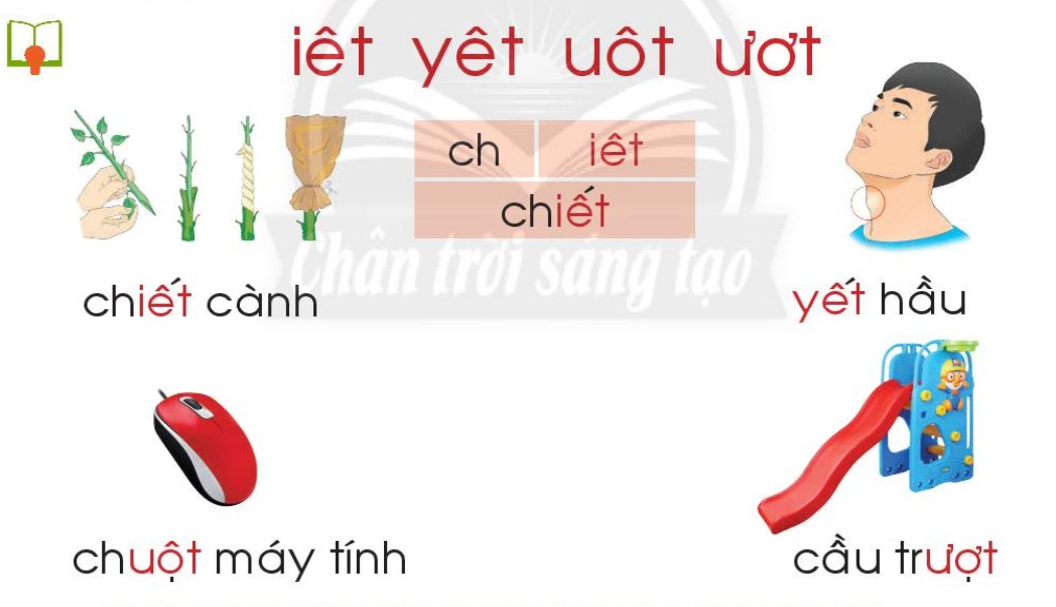 iêt yêt uôt ươt
ch iêt
chiết
Chân trời sáng tạo
chiết cành
yết hầu
chuột máy tính
cầu trượt